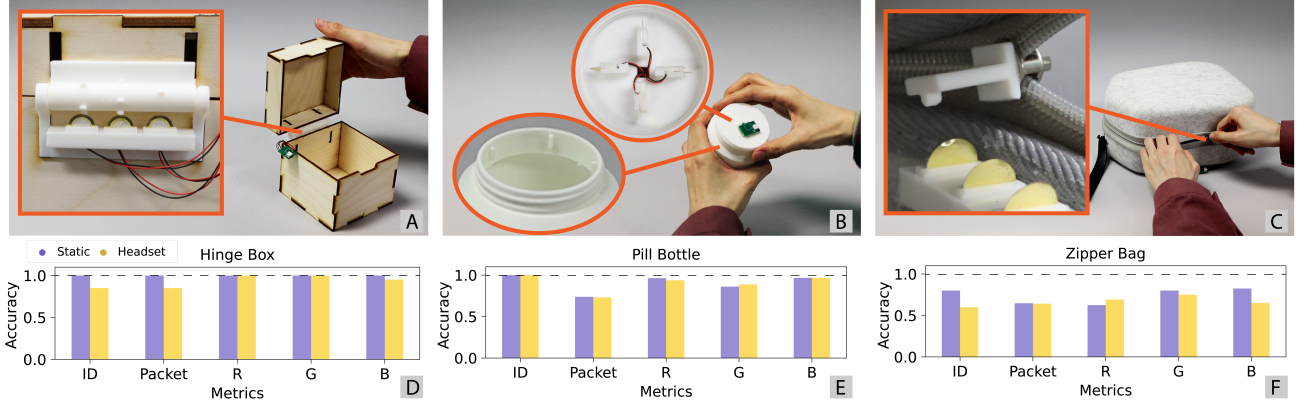 A
B
C
Static Headset
Hinge Box
Accuracy
1.0
0.5
0.0
ID Packet R G B
Metrics
D
Pill Bottle
Accuracy
1.0
0.5
0.0
ID Packet R G B
Metrics
E
Zipper Bag
Accuracy
1.0
0.5
0.0
ID Packet R G B
Metrics
F